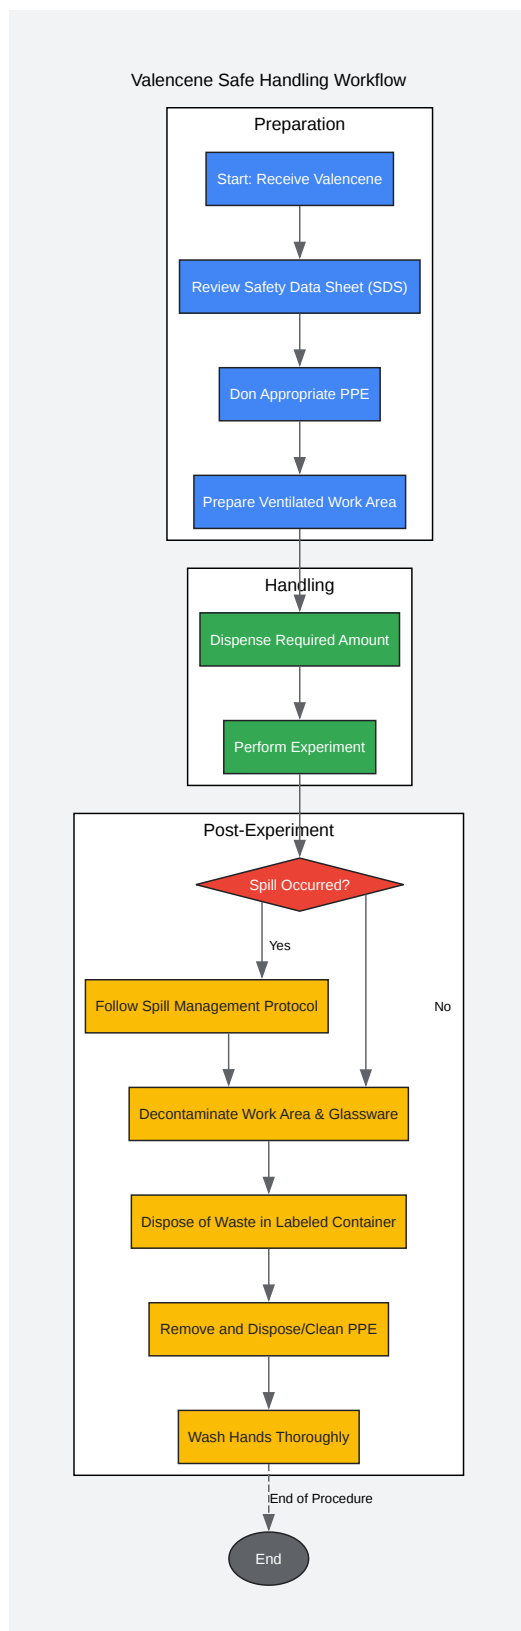 Valencene Safe Handling Workflow
Preparation
Start: Receive Valencene
Review Safety Data Sheet (SDS)
Don Appropriate PPE
Prepare Ventilated Work Area
Handling
Dispense Required Amount
Perform Experiment
Post-Experiment
Spill Occurred?
Yes
Follow Spill Management Protocol
No
Decontaminate Work Area & Glassware
Dispose of Waste in Labeled Container
Remove and Dispose/Clean PPE
Wash Hands Thoroughly
End of Procedure
End